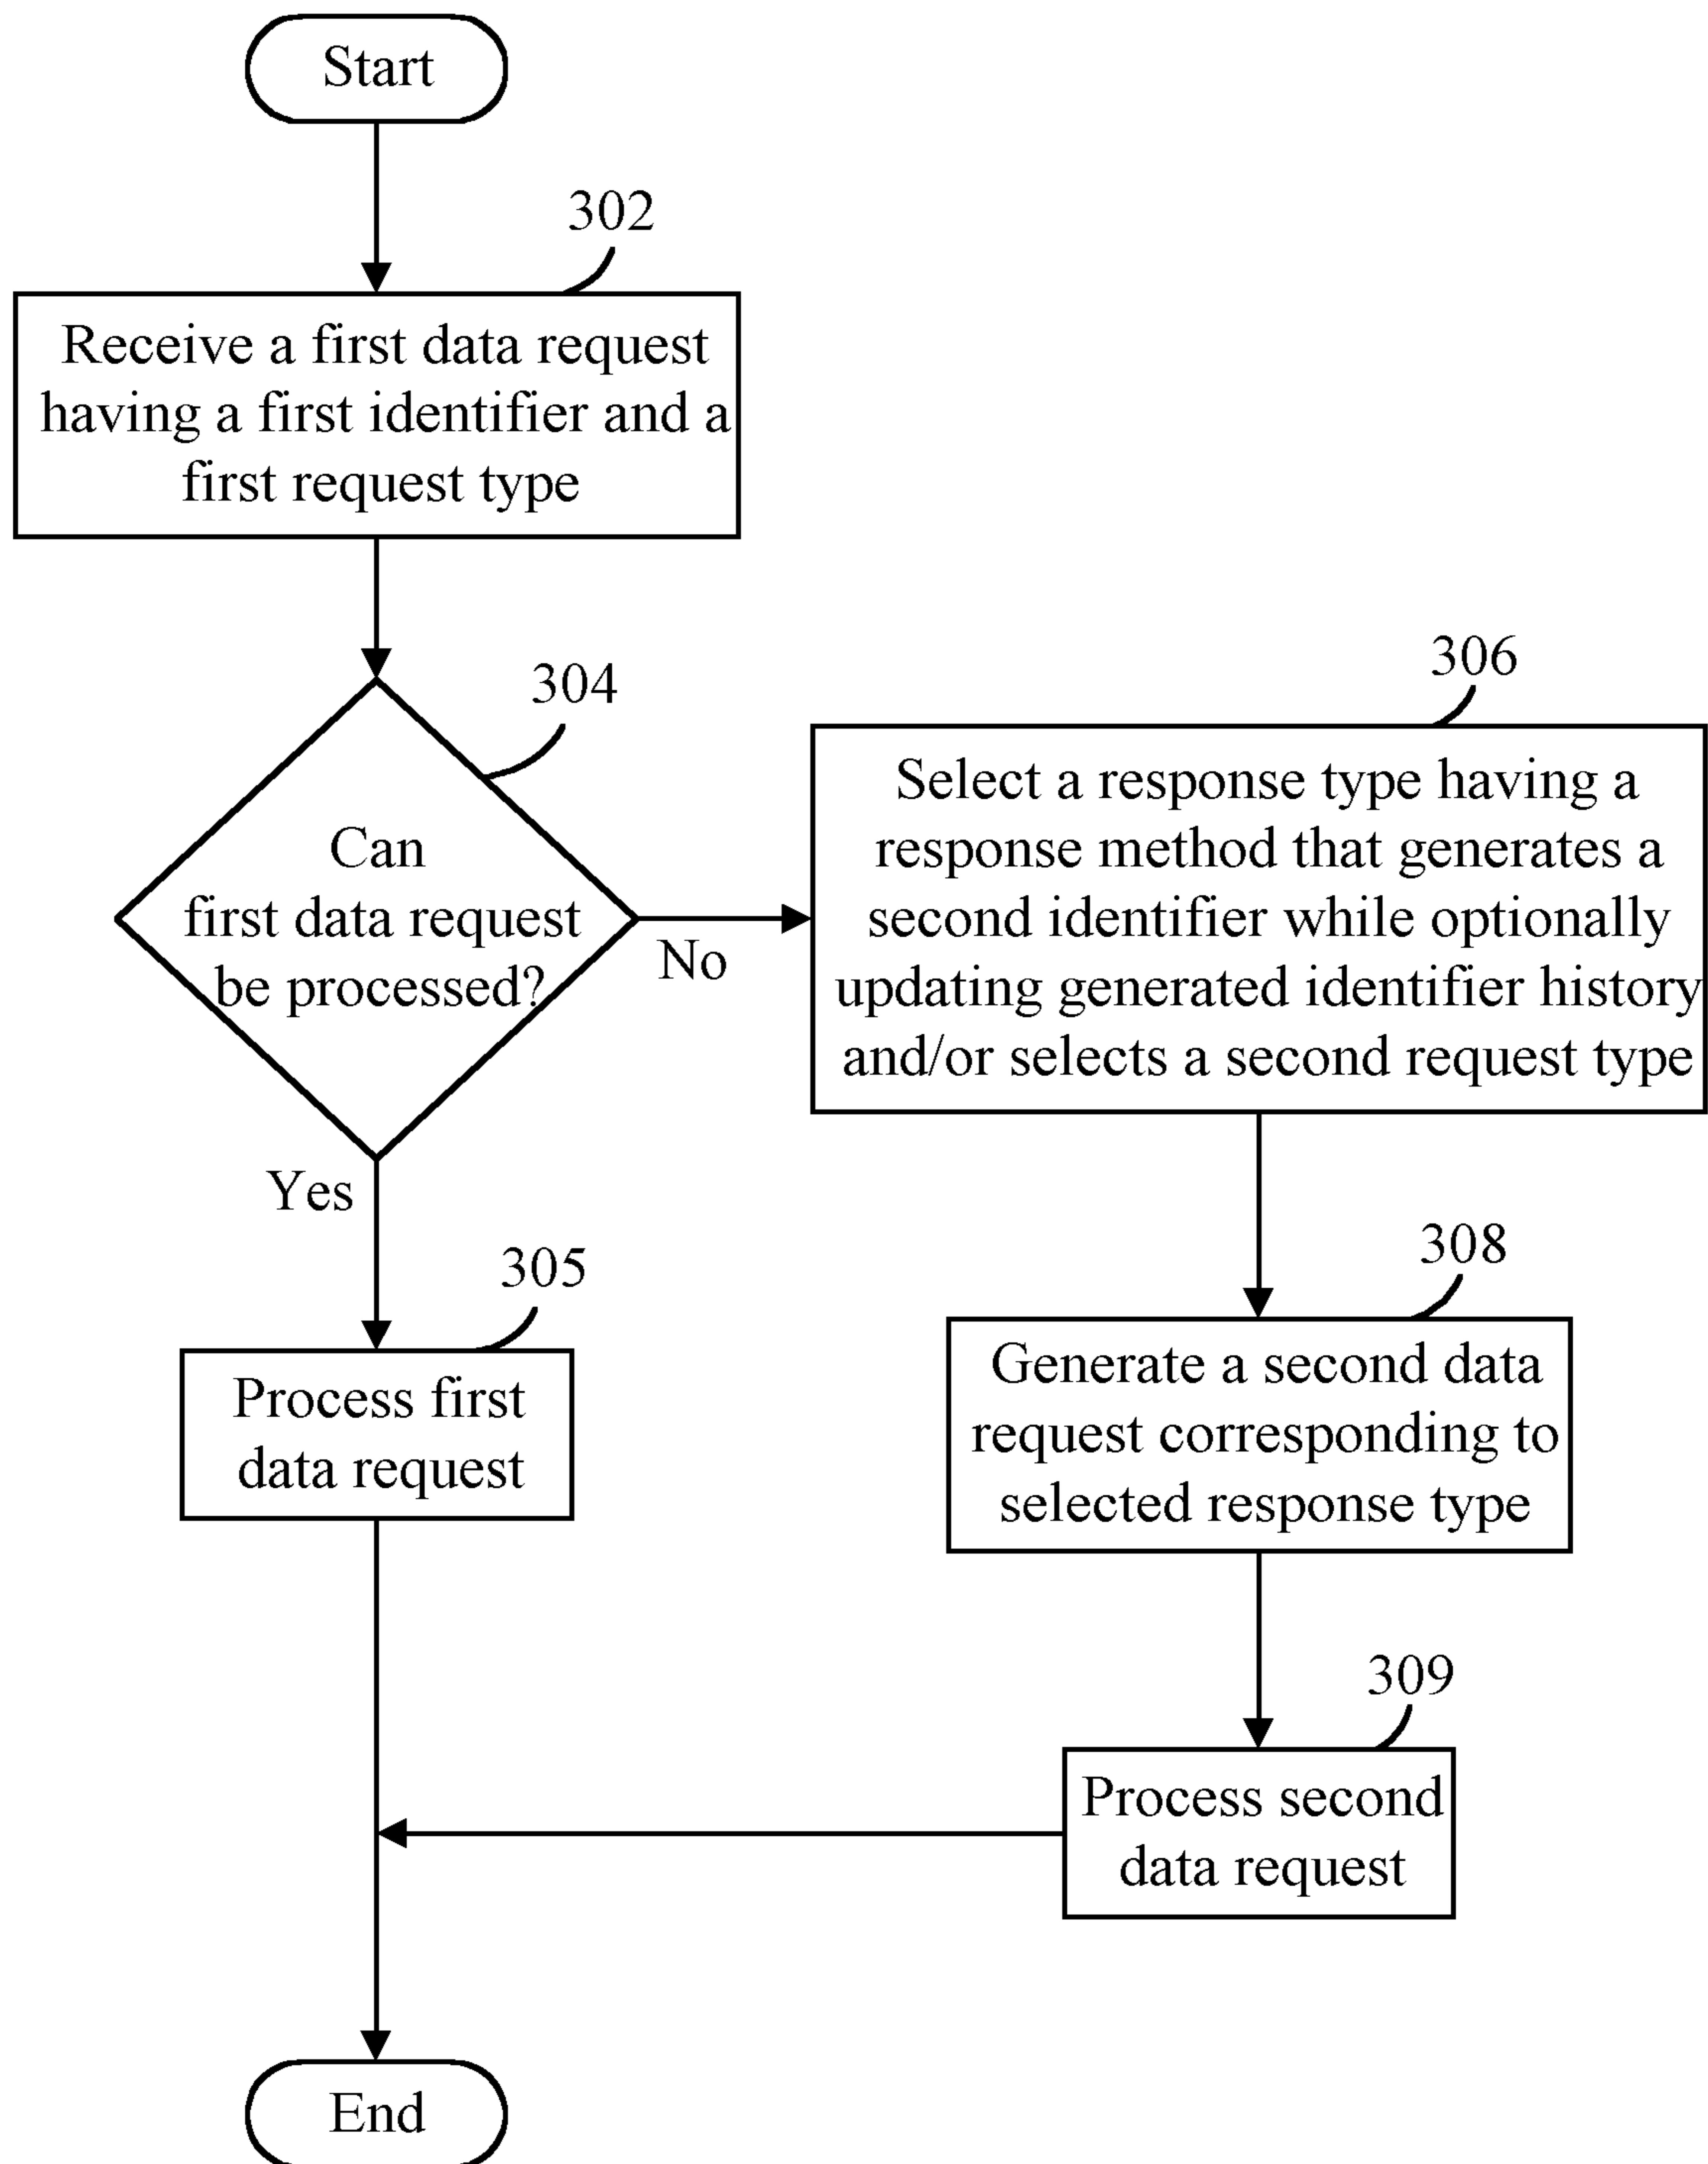 Start
302
Receive a first data request
having a first identifier and a
first request type
304
Can
first data request
be processed?
No
Yes
306
Select a response type having a
response method that generates a
second identifier while optionally
updating generated identifier history
and/or selects a second request type
305
Process first
data request
308
Generate a second data
request corresponding to
selected response type
309
Process second
data request
End